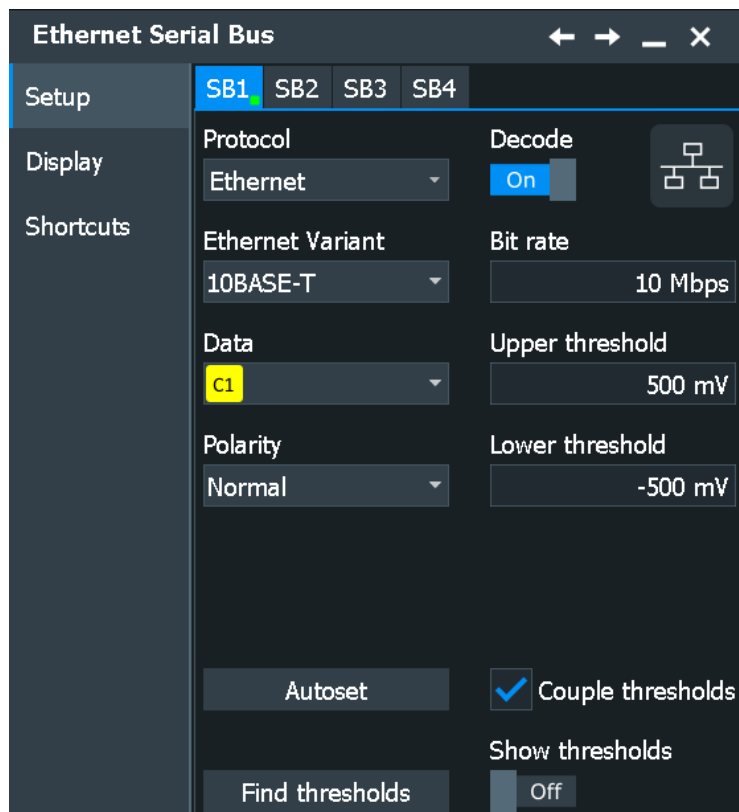 Ethernet Serial Bus
Setup
Display
Shortcuts
SB1 SB2 SB3 SB4
Protocol
Ethernet
Decode
On
Ethernet Variant
10BASE-T
Bit rate
10 Mbps
Data
C1
Upper threshold
500 mV
Polarity
Normal
Lower threshold
-500 mV
Autoset
Couple thresholds
Find thresholds
Show thresholds
Off